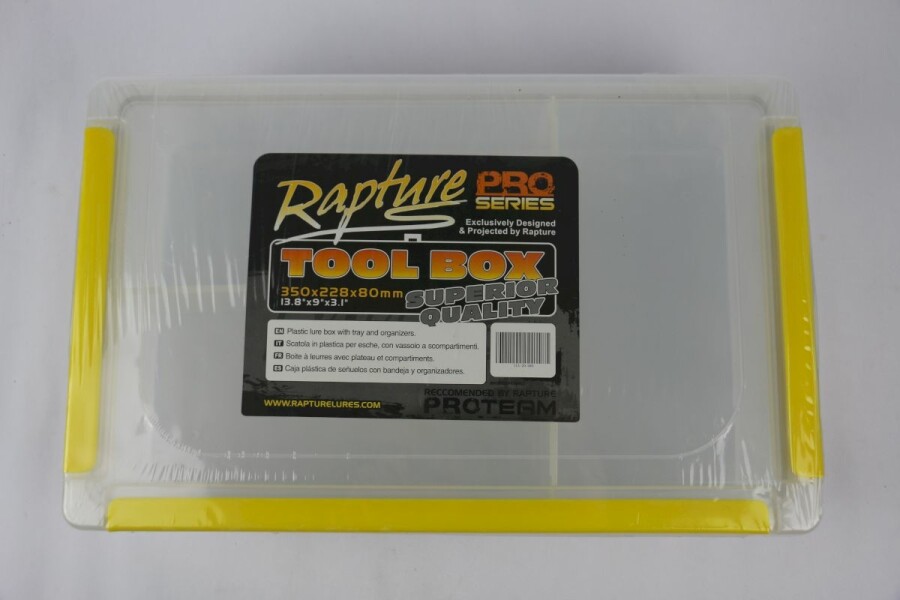 Rapture
PRO
SERIES
Exclusively Designed
& Projected by Rapture
TOOL BOX
350x228x80mm
13.8"x9"x3.1"
SUPERIOR
QUALITY
EN Plastic lure box with tray and organizers.
IT Scatola in plastica per esche, con vassoio a scompartimenti.
FR Boite à leurres avec plateau et compartiments.
ES Caja plástica de señuelos con bandeja y organizadores.
RECCOMENDED BY RAPTURE
PROTEAM
WWW.RAPTURELURES.COM